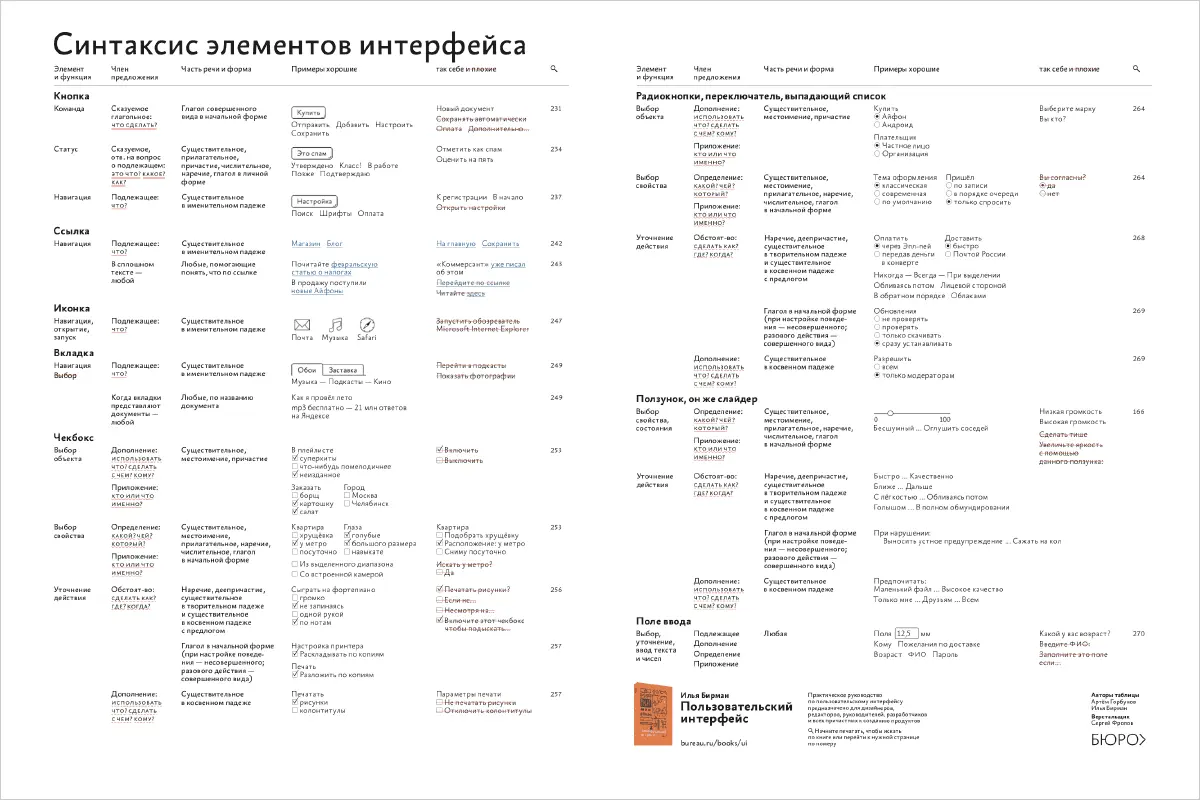 Синтаксис элементов интерфейса
Элемент и функция
Член предложения
Часть речи и форма
Примеры хорошие
так себе и плохие
Кнопка
Команда
Сказуемое глагольное: что сделать?
Глагол совершенного вида в начальной форме
Купить
Отправить Добавить Настроить
Сохранить
Новый документ
Сохранять автоматически
Оплата Дополнительно...
231
Статус
Сказуемое, отв. на вопрос о подлежащем: это что? какое? как?
Существительное, прилагательное, причастие, числительное, наречие, глагол в личной форме
Это спам
Утверждено Класс! В работе
Позже Подтверждаю
Отметить как спам
Оценить на пять
234
Навигация
Подлежащее: что?
Существительное в именительном падеже
Настройка
Поиск Шрифты Оплата
К регистрации В начало
Открыть настройки
237
Ссылка
Навигация
Подлежащее: что?
Существительное в именительном падеже
Магазин Блог
На главную Сохранить
242
В сплошном тексте — любой
Любые, помогающие понять, что по ссылке
Почитайте февральскую
статью о налогах
В продажу поступили
новые Айфоны
«Коммерсант» уже писал
об этом
Перейдите по ссылке
Читайте здесь
243
Иконка
Навигация, открытие, запуск
Подлежащее: что?
Существительное в именительном падеже
Почта Музыка Safari
Запустить обозреватель
Microsoft Internet Explorer
247
Вкладка
Навигация
Выбор
Подлежащее: что?
Существительное в именительном падеже
Обои Заставка
Музыка — Подкасты — Кино
Перейти в подкасты
Показать фотографии
249
Когда вкладки представляют документы — любой
Любые, по названию документа
Как я провёл лето
mp3 бесплатно — 21 млн ответов
на Яндексе
249
Чекбокс
Выбор объекта
Дополнение: использовать что? сделать с чем? кому?
Приложение: кто или что именно?
Существительное, местоимение, причастие
В плейлисте
суперхиты
что-нибудь помелодичнее
неизданное
Заказать
борщ
картошку
салат
Город
Москва
Челябинск
Включить
Выключить
253
Выбор свойства
Определение: какой? чей? который?
Приложение: кто или что именно?
Существительное, местоимение, прилагательное, наречие, числительное, глагол в начальной форме
Квартира
хрущёвка
у метро
посуточно
Глаза
голубые
большого размера
навыкате
Из выделенного диапазона
Со встроенной камерой
Квартира
Подобрать хрущёвку
Расположение: у метро
Сниму посуточно
Искать у метро?
Да
253
Уточнение действия
Обстоят-во: сделать как? где? когда?
Наречие, деепричастие, существительное в творительном падеже и существительное в косвенном падеже с предлогом
Сыграть на фортепиано
громко
не запинаясь
одной рукой
по нотам
Печатать рисунки?
Если не...
Несмотря на...
Включите этот чекбокс
чтобы подыскать...
256
Глагол в начальной форме (при настройке поведения — несовершенного; разового действия — совершенного вида)
Настройка принтера
Раскладывать по копиям
Печать
Разложить по копиям
257
Дополнение: использовать что? сделать с чем? кому?
Существительное в косвенном падеже
Печатать
рисунки
колонтитулы
Параметры печати
Не печатать рисунки
Отключить колонтитулы
257
Элемент и функция
Член предложения
Часть речи и форма
Примеры хорошие
так себе и плохие
Радиокнопки, переключатель, выпадающий список
Выбор объекта
Дополнение: использовать что? сделать с чем? кому?
Приложение: кто или что именно?
Существительное, местоимение, причастие
Купить
Айфон
Андроид
Плательщик
Частное лицо
Организация
Выберите марку
Вы кто?
264
Выбор свойства
Определение: какой? чей? который?
Приложение: кто или что именно?
Существительное, местоимение, прилагательное, наречие, числительное, глагол в начальной форме
Тема оформления
классическая
современная
по умолчанию
Пришёл
по записи
в порядке очереди
только спросить
Вы согласны?
да
нет
264
Уточнение действия
Обстоят-во: сделать как? где? когда?
Наречие, деепричастие, существительное в творительном падеже и существительное в косвенном падеже с предлогом
Оплатить
через Эпл-пей
передав деньги
в конверте
Доставить
быстро
Почтой России
Никогда — Всегда — При выделении
Обливаясь потом Лицевой стороной
В обратном порядке Облаками
268
Глагол в начальной форме (при настройке поведения — несовершенного; разового действия — совершенного вида)
Обновления
не проверять
проверять
только скачивать
сразу устанавливать
269
Дополнение: использовать что? сделать с чем? кому?
Существительное в косвенном падеже
Разрешить
всем
только модераторам
269
Ползунок, он же слайдер
Выбор свойства, состояния
Определение: какой? чей? который?
Приложение: кто или что именно?
Существительное, местоимение, прилагательное, наречие, числительное, глагол в начальной форме
0 100
Бесшумный ... Оглушить соседей
Низкая громкость
Высокая громкость
Сделать тише
Увеличьте яркость
с помощью
данного ползунка:
166
Уточнение действия
Обстоят-во: сделать как? где? когда?
Наречие, деепричастие, существительное в творительном падеже и существительное в косвенном падеже с предлогом
Быстро ... Качественно
Ближе ... Дальше
С лёгкостью ... Обливаясь потом
Голышом ... В полном обмундировании
Глагол в начальной форме (при настройке поведения — несовершенного; разового действия — совершенного вида)
При нарушении:
Выносить устное предупреждение ... Сажать на кол
Дополнение: использовать что? сделать с чем? кому?
Существительное в косвенном падеже
Предпочитать:
Маленький файл ... Высокое качество
Только мне ... Друзьям ... Всем
Поле ввода
Выбор, уточнение, ввод текста и чисел
Подлежащее
Дополнение
Определение
Приложение
Любая
Поля 12,5 мм
Кому Пожелания по доставке
Возраст ФИО Пароль
Какой у вас возраст?
Введите ФИО:
Заполните это поле
если...
270
Илья Бирман
Пользовательский
интерфейс
bureau.ru/books/ui
Практическое руководство
по пользовательскому интерфейсу
предназначено для дизайнеров,
редакторов, руководителей, разработчиков
и всех причастных к созданию продуктов
Начните печатать, чтобы искать
по книге или перейти к нужной странице
по номеру
Авторы таблицы
Артём Горбунов
Илья Бирман
Верстальщик
Сергей Фролов
БЮРО>